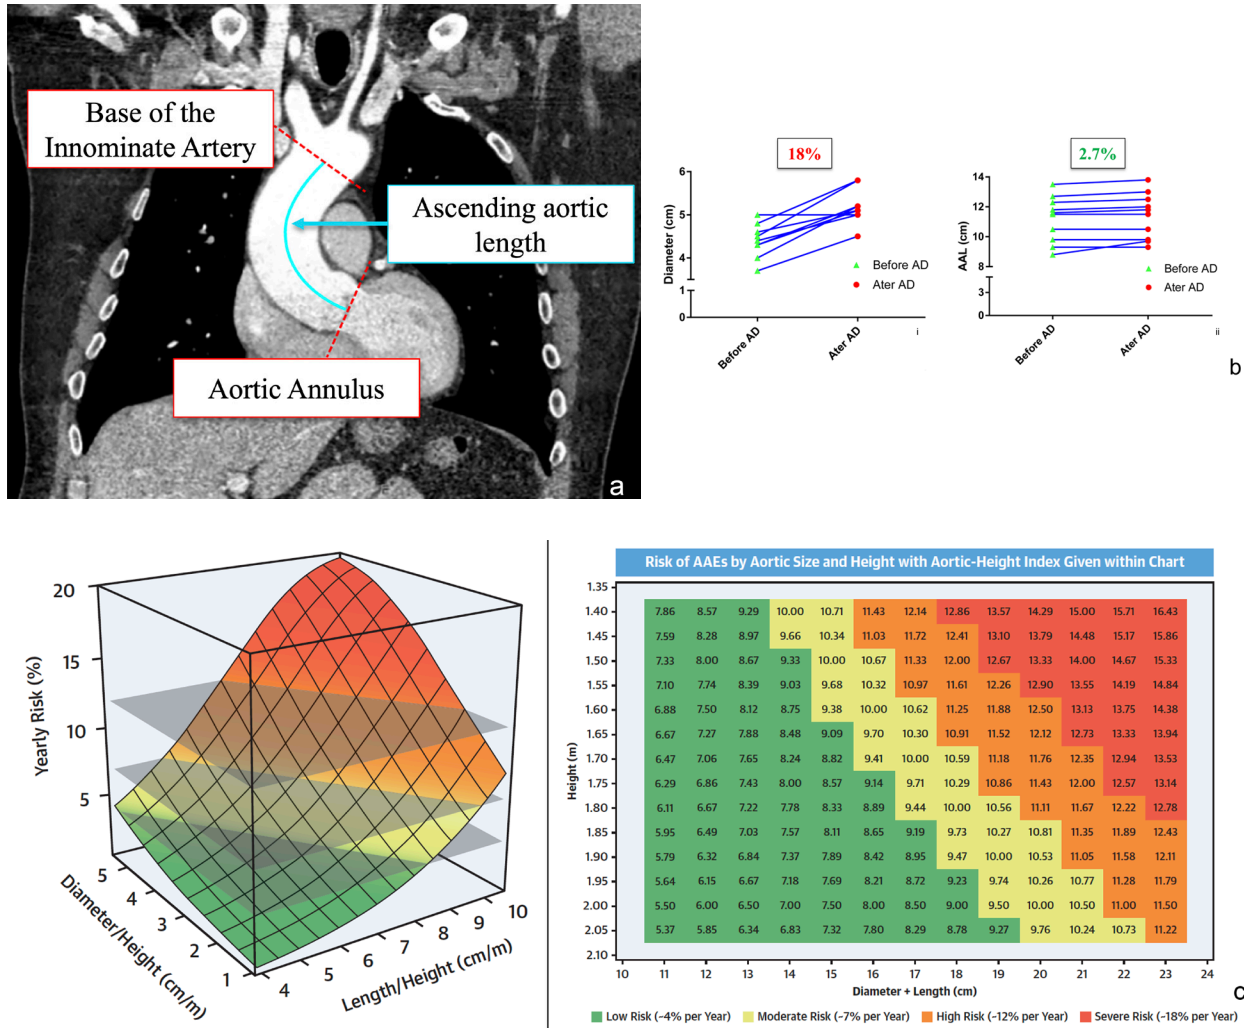 Base of the
Innominate Artery
Ascending aortic
length
Aortic Annulus
a
18%
6
5
4
1
0
Diameter (cm)
Before AD
Ater AD
Before AD
Ater AD
i
2.7%
14
12
10
8
6
3
0
AAL (cm)
Before AD
Ater AD
Before AD
Ater AD
ii
b
20
15
10
5
Yearly Risk (%)
5
4
3
2
1
Diameter/Height (cm/m)
4
5
6
7
8
9
10
Length/Height (cm/m)
Risk of AAEs by Aortic Size and Height with Aortic-Height Index Given within Chart
Height (m)
1.35
1.40 7.86 8.57 9.29 10.00 10.71 11.43 12.14 12.86 13.57 14.29 15.00 15.71 16.43
1.45 7.59 8.28 8.97 9.66 10.34 11.03 11.72 12.41 13.10 13.79 14.48 15.17 15.86
1.50 7.33 8.00 8.67 9.33 10.00 10.67 11.33 12.00 12.67 13.33 14.00 14.67 15.33
1.55 7.10 7.74 8.39 9.03 9.68 10.32 10.97 11.61 12.26 12.90 13.55 14.19 14.84
1.60 6.88 7.50 8.12 8.75 9.38 10.00 10.62 11.25 11.88 12.50 13.13 13.75 14.38
1.65 6.67 7.27 7.88 8.48 9.09 9.70 10.30 10.91 11.52 12.12 12.73 13.33 13.94
1.70 6.47 7.06 7.65 8.24 8.82 9.41 10.00 10.59 11.18 11.76 12.35 12.94 13.53
1.75 6.29 6.86 7.43 8.00 8.57 9.14 9.71 10.29 10.86 11.43 12.00 12.57 13.14
1.80 6.11 6.67 7.22 7.78 8.33 8.89 9.44 10.00 10.56 11.11 11.67 12.22 12.78
1.85 5.95 6.49 7.03 7.57 8.11 8.65 9.19 9.73 10.27 10.81 11.35 11.89 12.43
1.90 5.79 6.32 6.84 7.37 7.89 8.42 8.95 9.47 10.00 10.53 11.05 11.58 12.11
1.95 5.64 6.15 6.67 7.18 7.69 8.21 8.72 9.23 9.74 10.26 10.77 11.28 11.79
2.00 5.50 6.00 6.50 7.00 7.50 8.00 8.50 9.00 9.50 10.00 10.50 11.00 11.50
2.05 5.37 5.85 6.34 6.83 7.32 7.80 8.29 8.78 9.27 9.76 10.24 10.73 11.22
2.10
10 11 12 13 14 15 16 17 18 19 20 21 22 23 24
Diameter + Length (cm)
c
Low Risk (~4% per Year) Moderate Risk (~7% per Year) High Risk (~12% per Year) Severe Risk (~18% per Year)